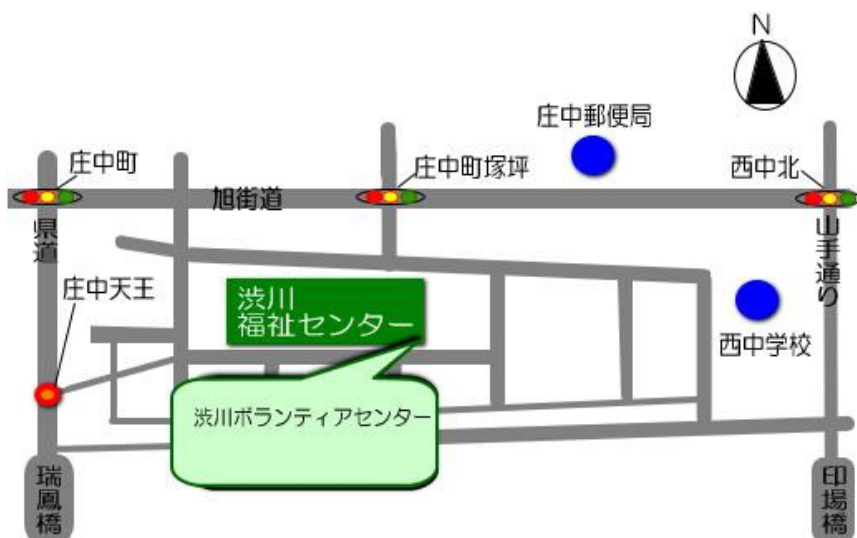 N
庄中郵便局
庄中町
庄中町塚坪
西中北
旭街道
県道
山手通り
庄中天王
渋川
福祉センター
西中学校
渋川ボランティアセンター
瑞鳳橋
印場橋